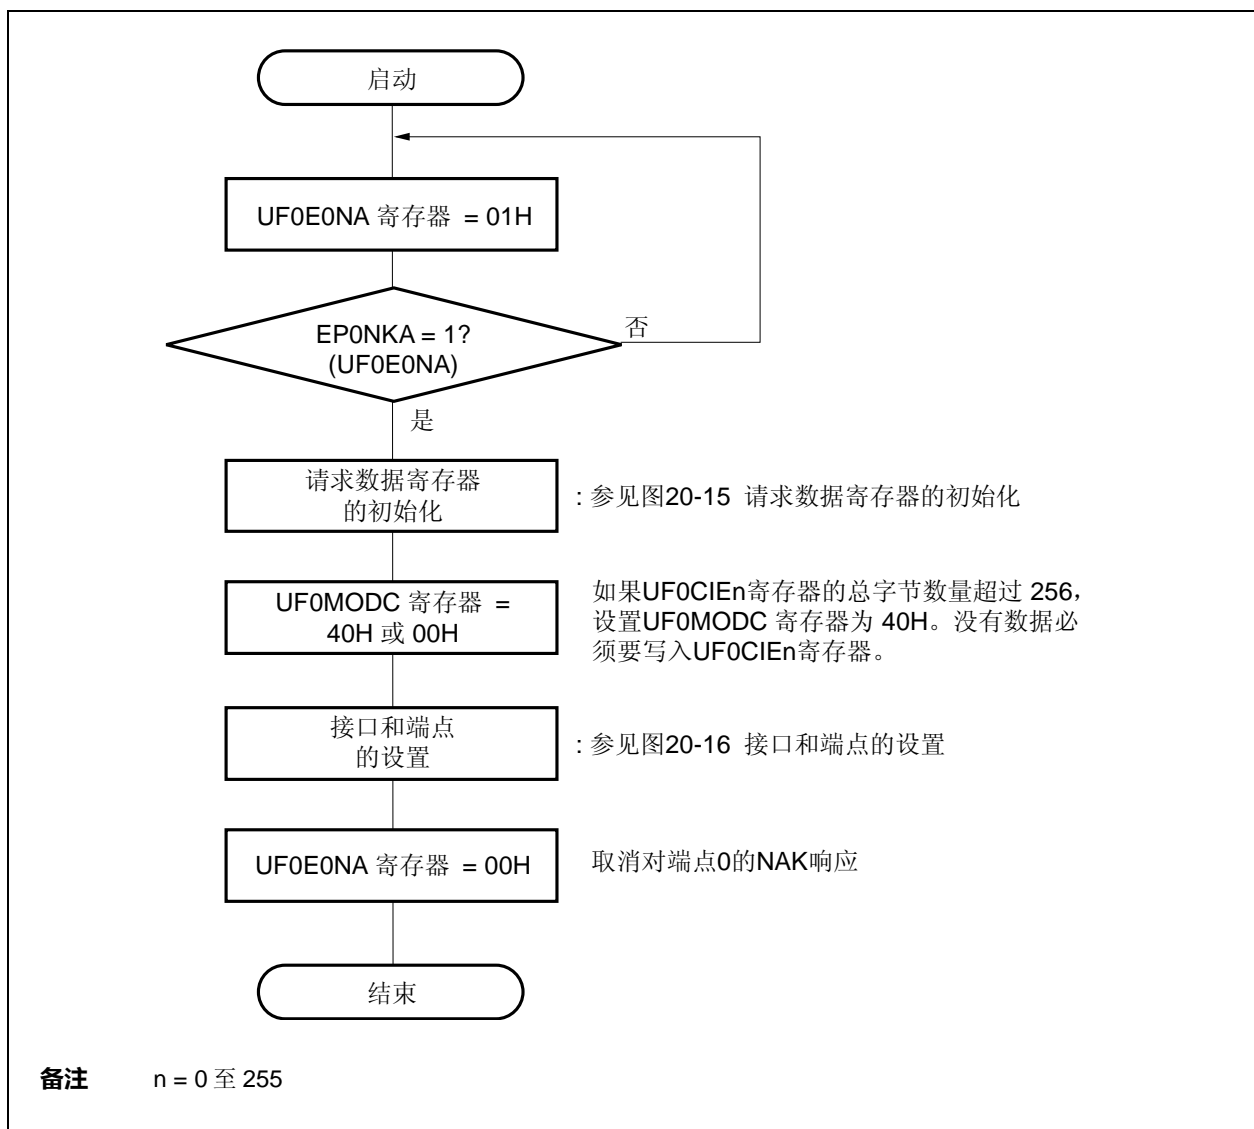 启动
UF0E0NA 寄存器 = 01H
EP0NKA = 1?
(UF0E0NA)
否
是
请求数据寄存器
的初始化
: 参见图20-15 请求数据寄存器的初始化
UF0MODC 寄存器 =
40H 或 00H
如果UF0CIEn寄存器的总字节数量超过 256，
设置UF0MODC 寄存器为 40H。没有数据必
须要写入UF0CIEn寄存器。
接口和端点
的设置
: 参见图20-16 接口和端点的设置
UF0E0NA 寄存器 = 00H
取消对端点0的NAK响应
结束
备注 n = 0 至 255